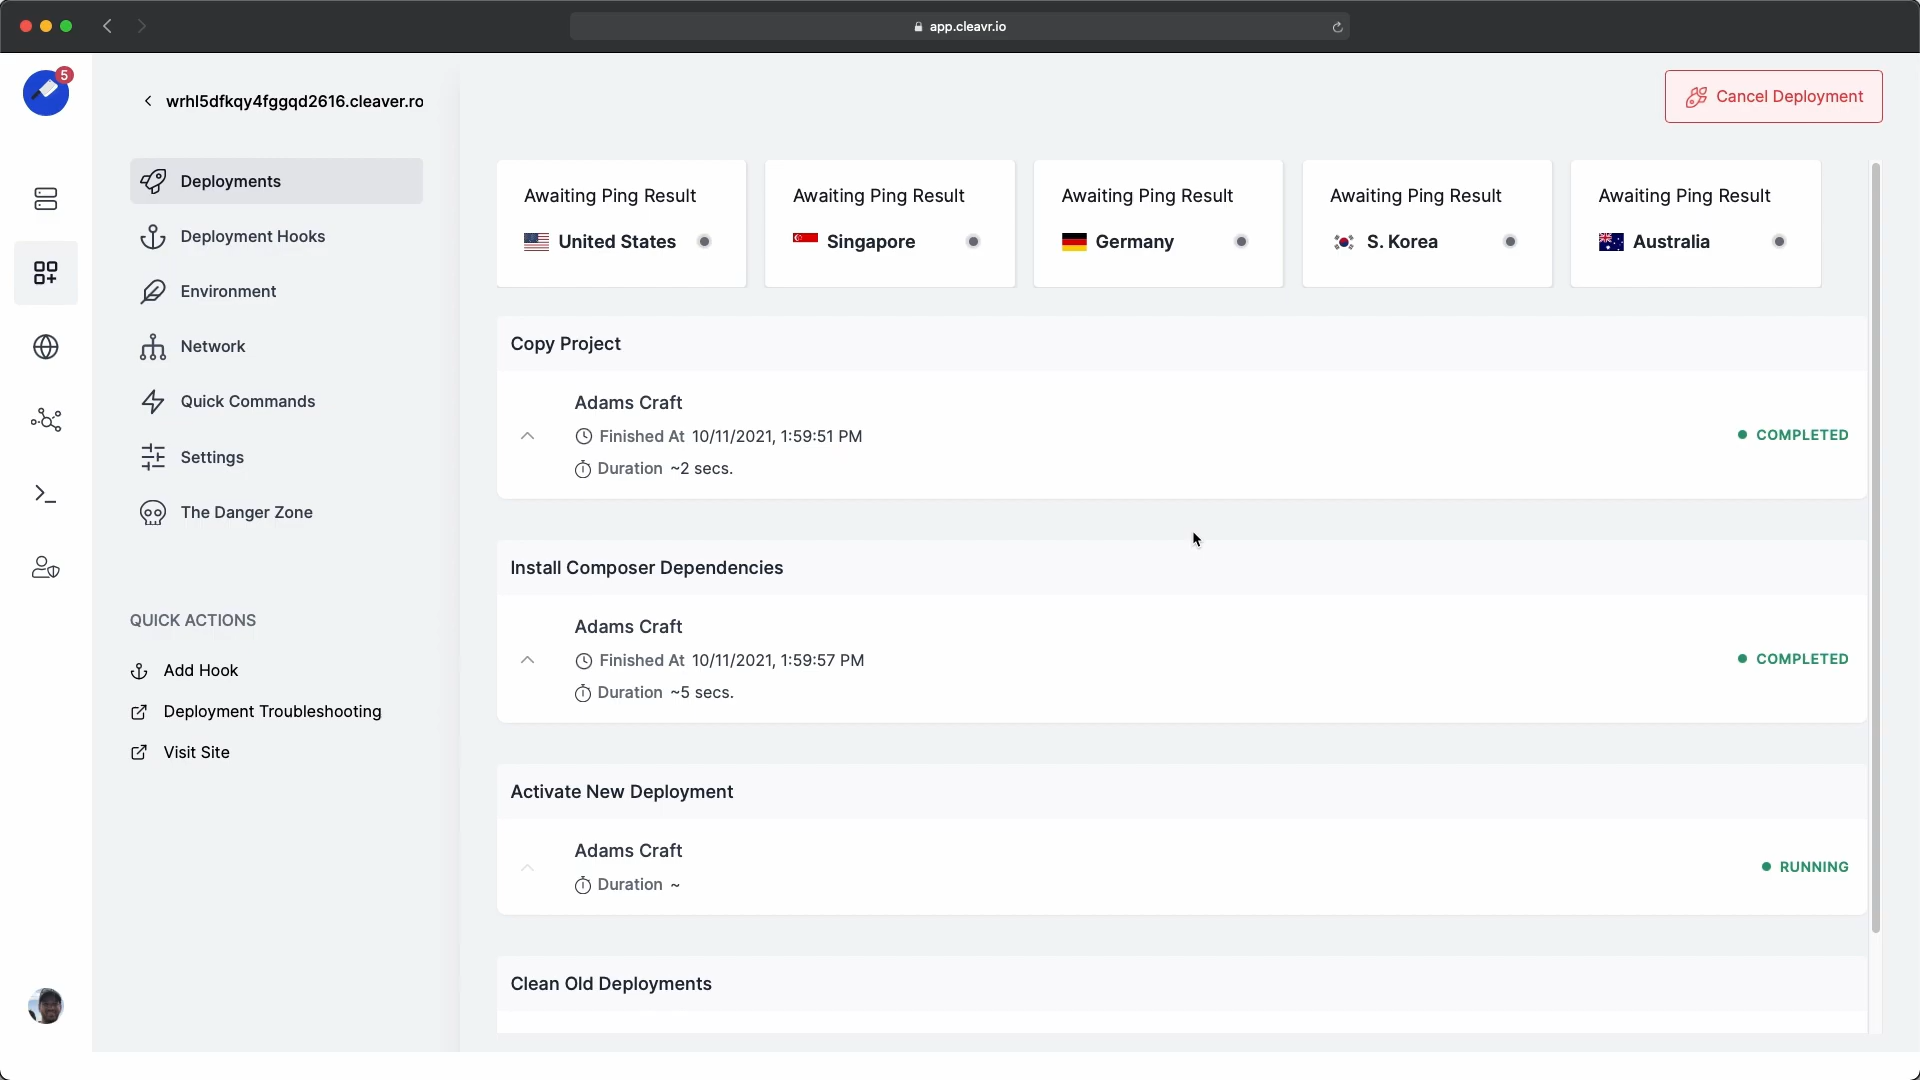 app.cleavr.io
5
wrhl5dfkqy4fggqd2616.cleaver.ro
Cancel Deployment
Deployments
Deployment Hooks
Environment
Network
Quick Commands
Settings
The Danger Zone
QUICK ACTIONS
Add Hook
Deployment Troubleshooting
Visit Site
Awaiting Ping Result
United States
Awaiting Ping Result
Singapore
Awaiting Ping Result
Germany
Awaiting Ping Result
S. Korea
Awaiting Ping Result
Australia
Copy Project
Adams Craft
Finished At 10/11/2021, 1:59:51 PM
Duration ~2 secs.
COMPLETED
Install Composer Dependencies
Adams Craft
Finished At 10/11/2021, 1:59:57 PM
Duration ~5 secs.
COMPLETED
Activate New Deployment
Adams Craft
Duration ~
RUNNING
Clean Old Deployments